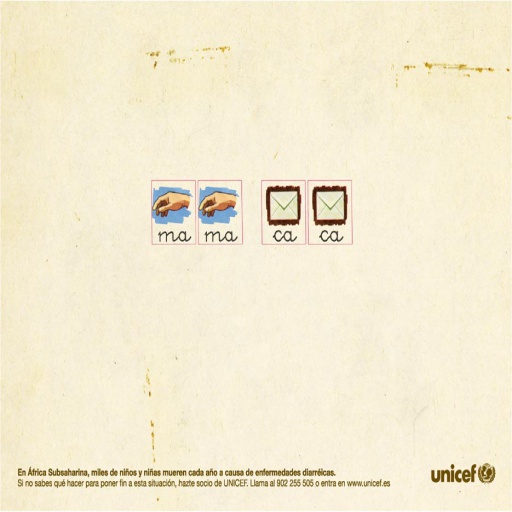 ma ma ca ca
En África Subsaharina, miles de niños y niñas mueren cada año a causa de enfermedades diarréicas.
Si no sabes qué hacer para poner fin a esta situación, hazte socio de UNICEF. Llama al 902 255 505 o entra en www.unicef.es
unicef